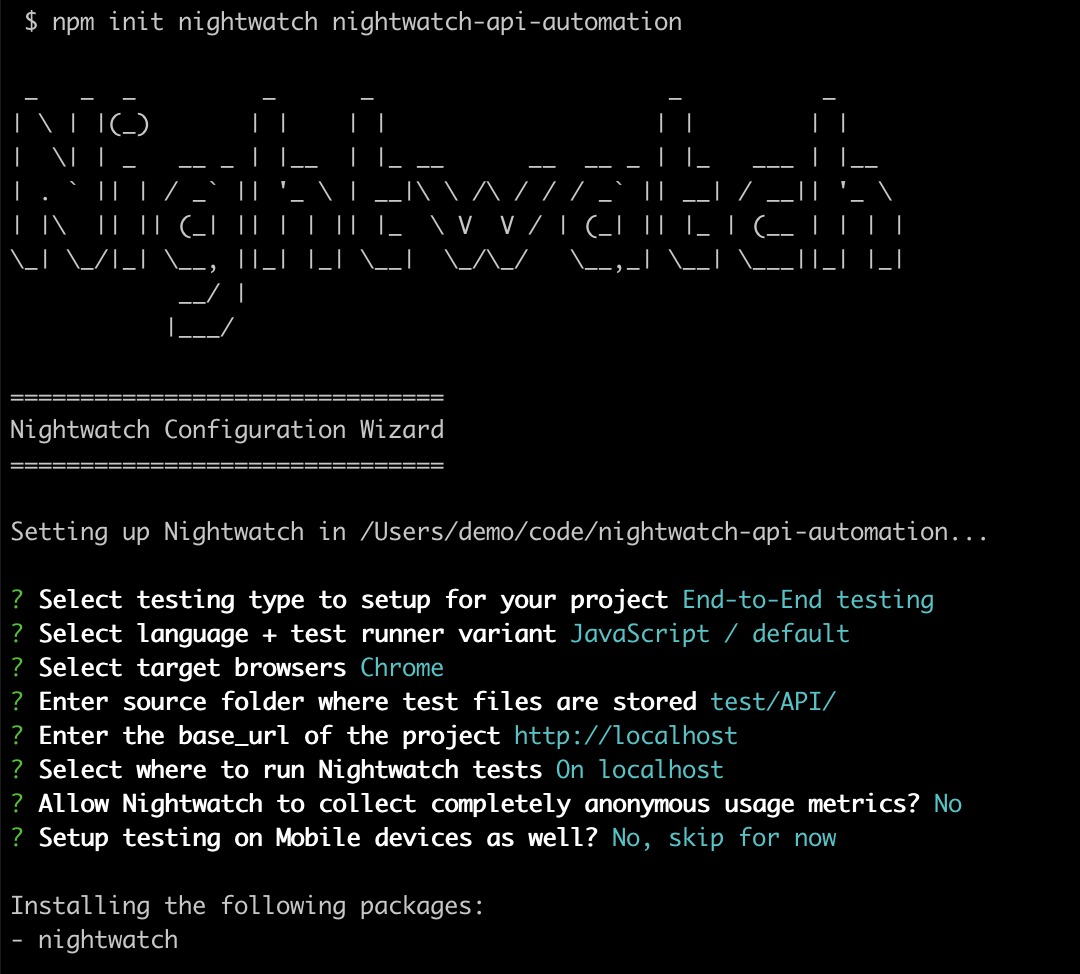 $ npm init nightwatch nightwatch-api-automation
 _   _  _         _      _                     _          _
| \ | |(_)       | |    | |                   | |        | |
|  \| | _   __ _ | |__  | |_ __      __  __ _ | |_   ___ | |__
| . ` || | / _` || '_ \ | __|\ \ /\ / / / _` || __| / __|| '_ \
| |\  || || (_| || | | || |_  \ V  V / | (_| || |_ | (__ | | | |
\_| \_/|_| \__, ||_| |_| \__|  \_/\_/   \__,_| \__| \___||_| |_|
            __/ |
           |___/
===============================
Nightwatch Configuration Wizard
===============================
Setting up Nightwatch in /Users/demo/code/nightwatch-api-automation...
? Select testing type to setup for your project End-to-End testing
? Select language + test runner variant JavaScript / default
? Select target browsers Chrome
? Enter source folder where test files are stored test/API/
? Enter the base_url of the project http://localhost
? Select where to run Nightwatch tests On localhost
? Allow Nightwatch to collect completely anonymous usage metrics? No
? Setup testing on Mobile devices as well? No, skip for now
Installing the following packages:
- nightwatch